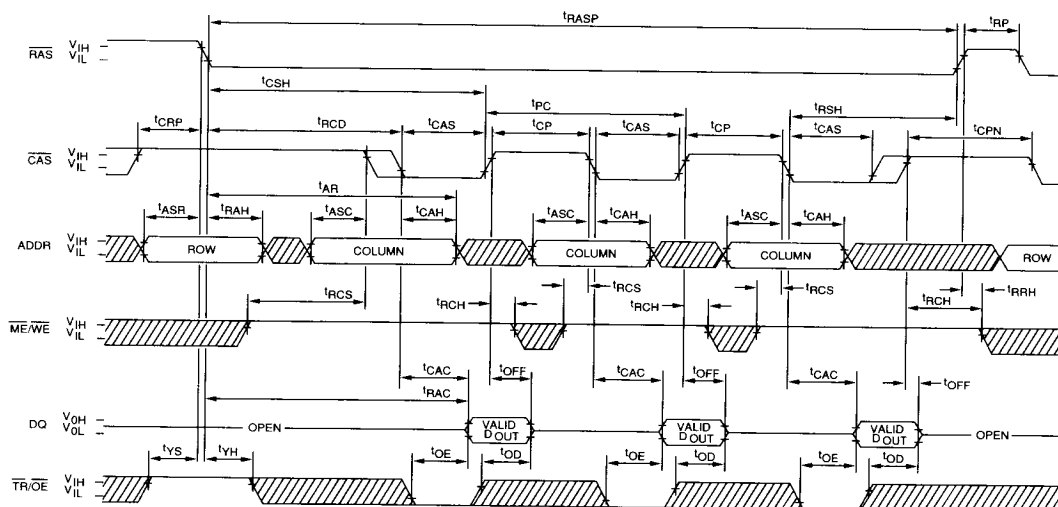 tRASP tRP
RAS VIH
VIL
tCSH
tPC tRSH
tCRP tRCD tCAS tCP tCAS tCP tCAS tCPN
CAS VIH
VIL
tAR
tASR tRAH tASC tCAH tASC tCAH tASC tCAH
ADDR VIH
VIL
ROW COLUMN COLUMN COLUMN ROW
tRCS tRCH tRCS tRCH tRCS tRCH tRRH
ME/WE VIH
VIL
tCAC tOFF tCAC tOFF tCAC tOFF
tRAC
DQ VOH
VOL
OPEN VALID DOUT VALID DOUT VALID DOUT OPEN
tYS tYH tOE tOD tOE tOD tOE tOD
TR/OE VIH
VIL